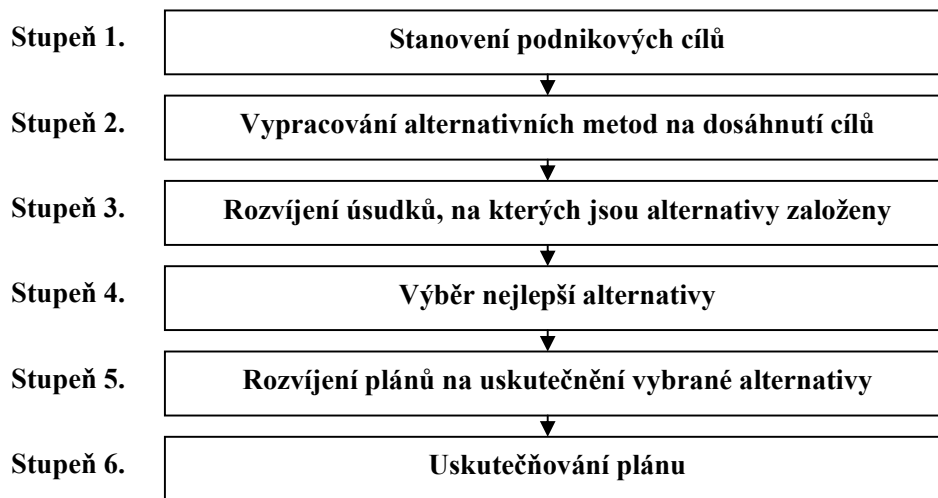 Stupeň 1. Stanovení podnikových cílů
Stupeň 2. Vypracování alternativních metod na dosáhnutí cílů
Stupeň 3. Rozvíjení úsudků, na kterých jsou alternativy založeny
Stupeň 4. Výběr nejlepší alternativy
Stupeň 5. Rozvíjení plánů na uskutečnění vybrané alternativy
Stupeň 6. Uskutečňování plánu